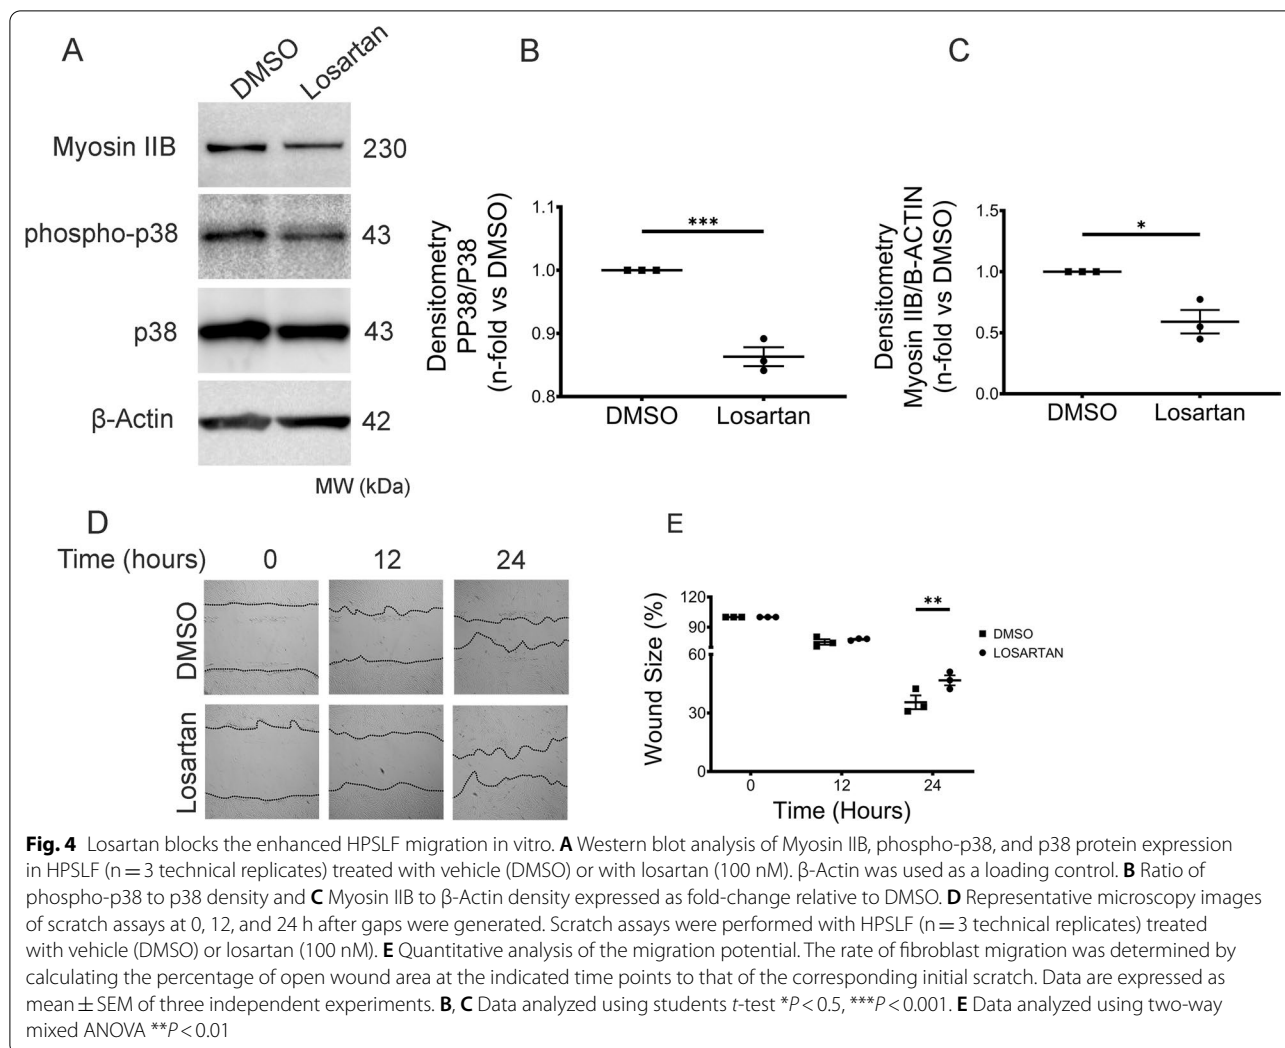 A
DMSO
Losartan
Myosin IIB
230
phospho-p38
43
p38
43
β-Actin
42
MW (kDa)
B
Densitometry
PP38/P38
(n-fold vs DMSO)
1.1
1.0
0.9
0.8
***
DMSO
Losartan
C
Densitometry
Myosin IIB/B-ACTIN
(n-fold vs DMSO)
1.5
1.0
0.5
0.0
*
DMSO
Losartan
D
Time (hours)
0
12
24
DMSO
Losartan
E
Wound Size (%)
120
90
60
30
0
**
DMSO
LOSARTAN
0
12
24
Time (Hours)
Fig. 4 Losartan blocks the enhanced HPSLF migration in vitro. A Western blot analysis of Myosin IIB, phospho-p38, and p38 protein expression
in HPSLF (n = 3 technical replicates) treated with vehicle (DMSO) or with losartan (100 nM). β-Actin was used as a loading control. B Ratio of
phospho-p38 to p38 density and C Myosin IIB to β-Actin density expressed as fold-change relative to DMSO. D Representative microscopy images
of scratch assays at 0, 12, and 24 h after gaps were generated. Scratch assays were performed with HPSLF (n = 3 technical replicates) treated
with vehicle (DMSO) or losartan (100 nM). E Quantitative analysis of the migration potential. The rate of fibroblast migration was determined by
calculating the percentage of open wound area at the indicated time points to that of the corresponding initial scratch. Data are expressed as
mean ± SEM of three independent experiments. B, C Data analyzed using students t-test *P < 0.5, ***P < 0.001. E Data analyzed using two-way
mixed ANOVA **P < 0.01